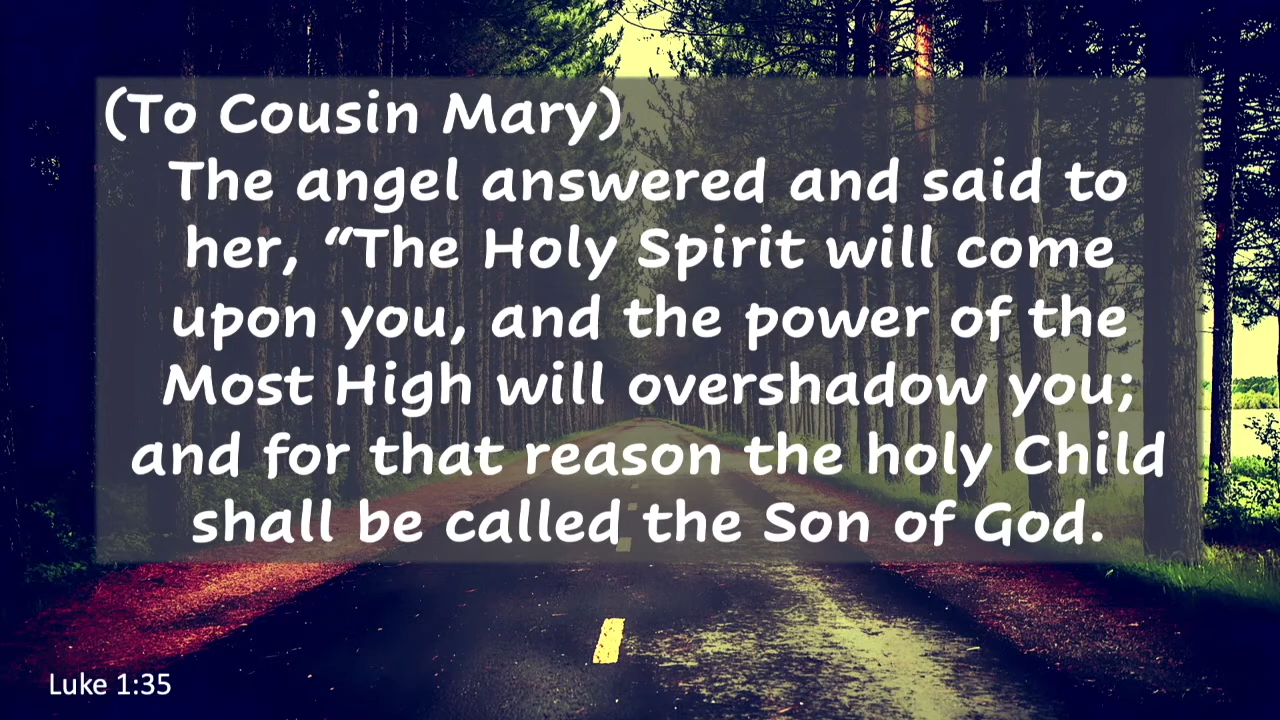 (To Cousin Mary)
The angel answered and said to
her, “The Holy Spirit will come
upon you, and the power of the
Most High will overshadow you;
and for that reason the holy Child
shall be called the Son of God.
Luke 1:35